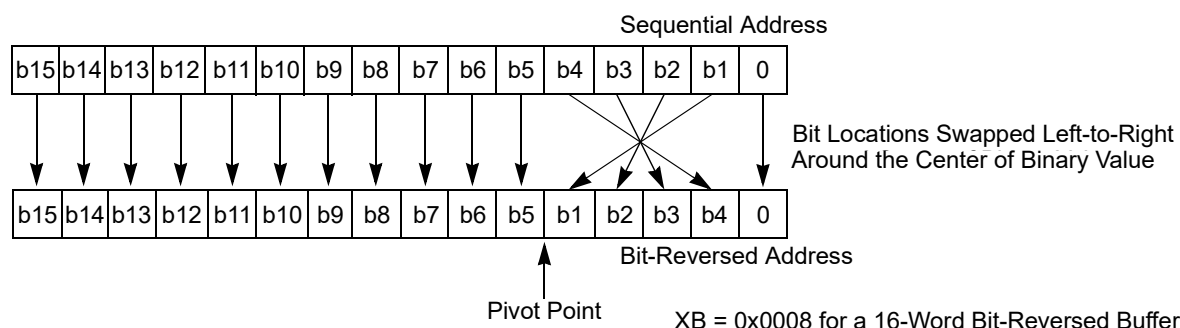 Sequential Address
b15 b14 b13 b12 b11 b10 b9 b8 b7 b6 b5 b4 b3 b2 b1 0
Bit Locations Swapped Left-to-Right
Around the Center of Binary Value
b15 b14 b13 b12 b11 b10 b9 b8 b7 b6 b5 b1 b2 b3 b4 0
Bit-Reversed Address
Pivot Point
XB = 0x0008 for a 16-Word Bit-Reversed Buffer